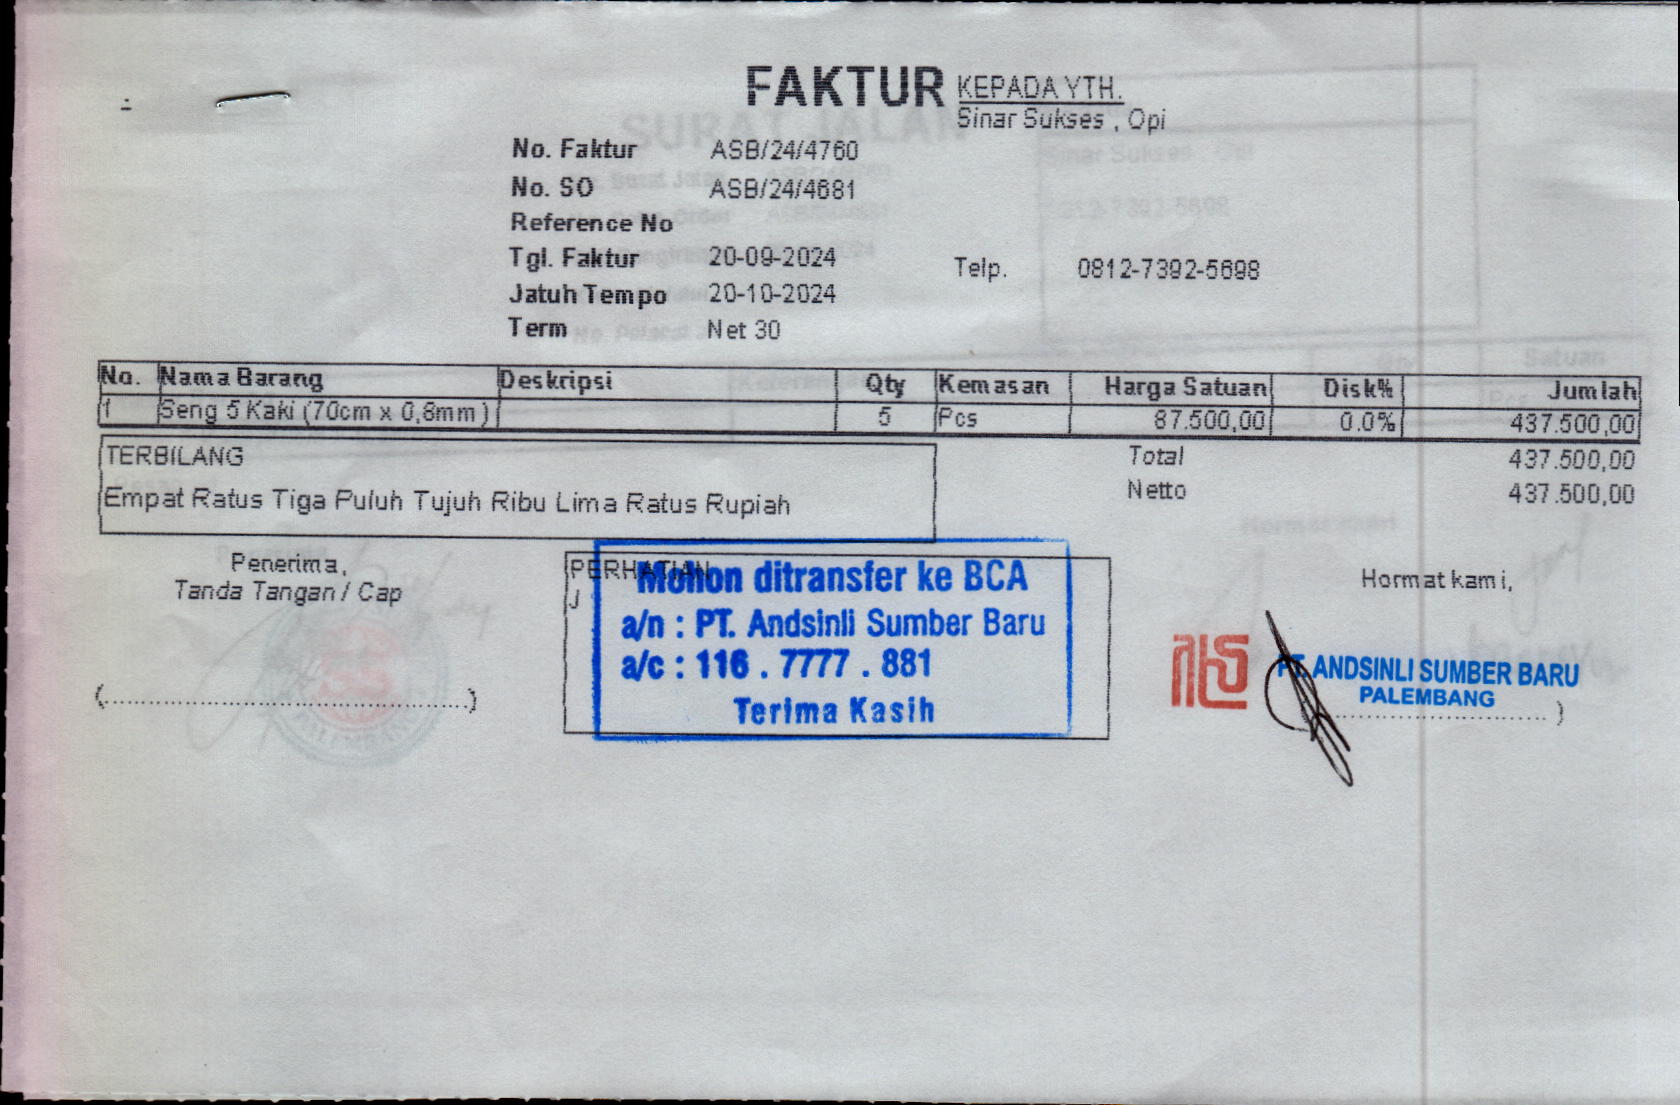 FAKTUR
KEPADA YTH.
Sinar Sukses , Opi
No. Faktur ASB/24/4760
No. SO ASB/24/4681
Reference No
Tgl. Faktur 20-09-2024
Telp. 0812-7392-5698
Jatuh Tempo 20-10-2024
Term Net 30
No. Nama Barang Deskripsi Qty Kemasan Harga Satuan Disk% Jumlah
1 Seng 5 Kaki (70cm x 0,8mm ) 5 Pcs 87.500,00 0.0% 437.500,00
TERBILANG
Total 437.500,00
Empat Ratus Tiga Puluh Tujuh Ribu Lima Ratus Rupiah
Netto 437.500,00
Penerima,
Tanda Tangan / Cap
(..............................................)
PERHATIAN
J
Mohon ditransfer ke BCA
a/n : PT. Andsinli Sumber Baru
a/c : 116 . 7777 . 881
Terima Kasih
Hormat kami,
PT. ANDSINLI SUMBER BARU
PALEMBANG